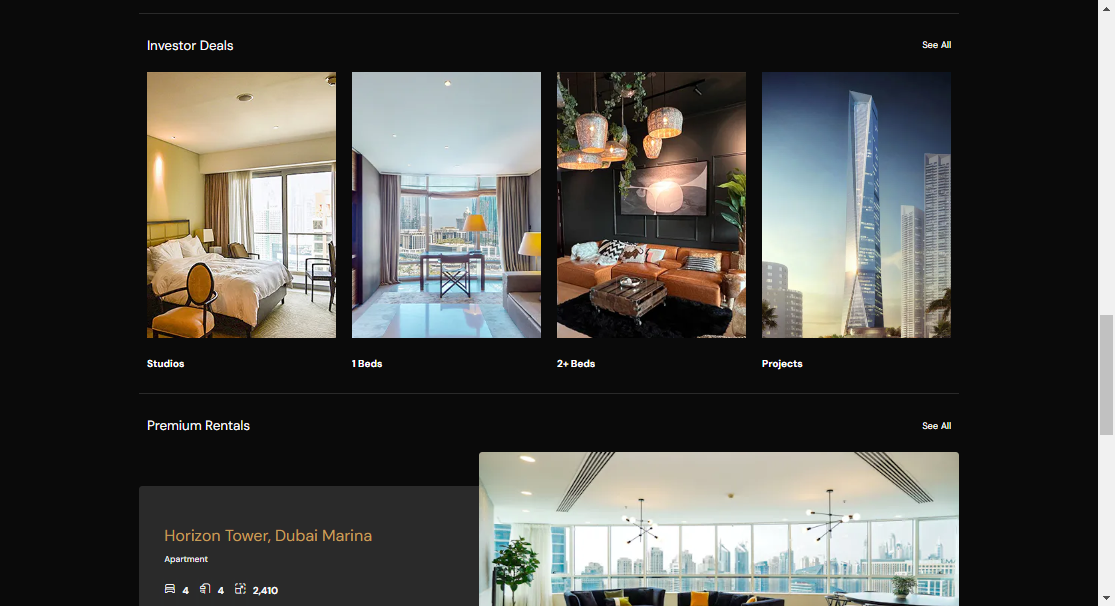 Investor Deals
See All
Studios
1 Beds
2+ Beds
Projects
Premium Rentals
See All
Horizon Tower, Dubai Marina
Apartment
4 4 2,410